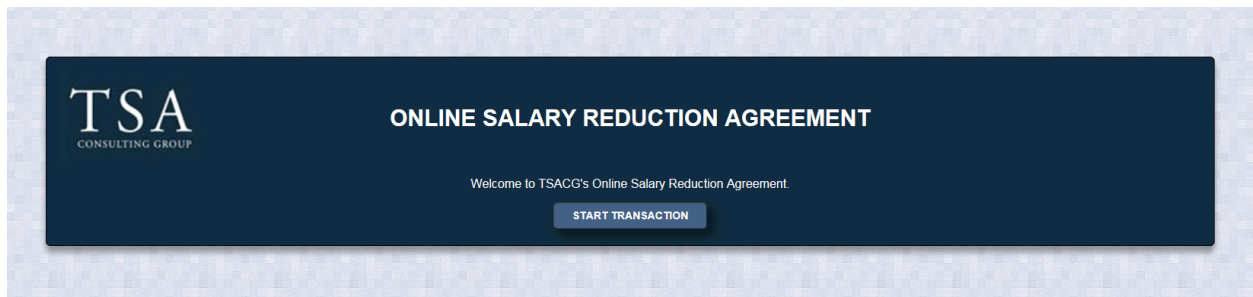 TSA
CONSULTING GROUP
ONLINE SALARY REDUCTION AGREEMENT
Welcome to TSACG's Online Salary Reduction Agreement.
START TRANSACTION